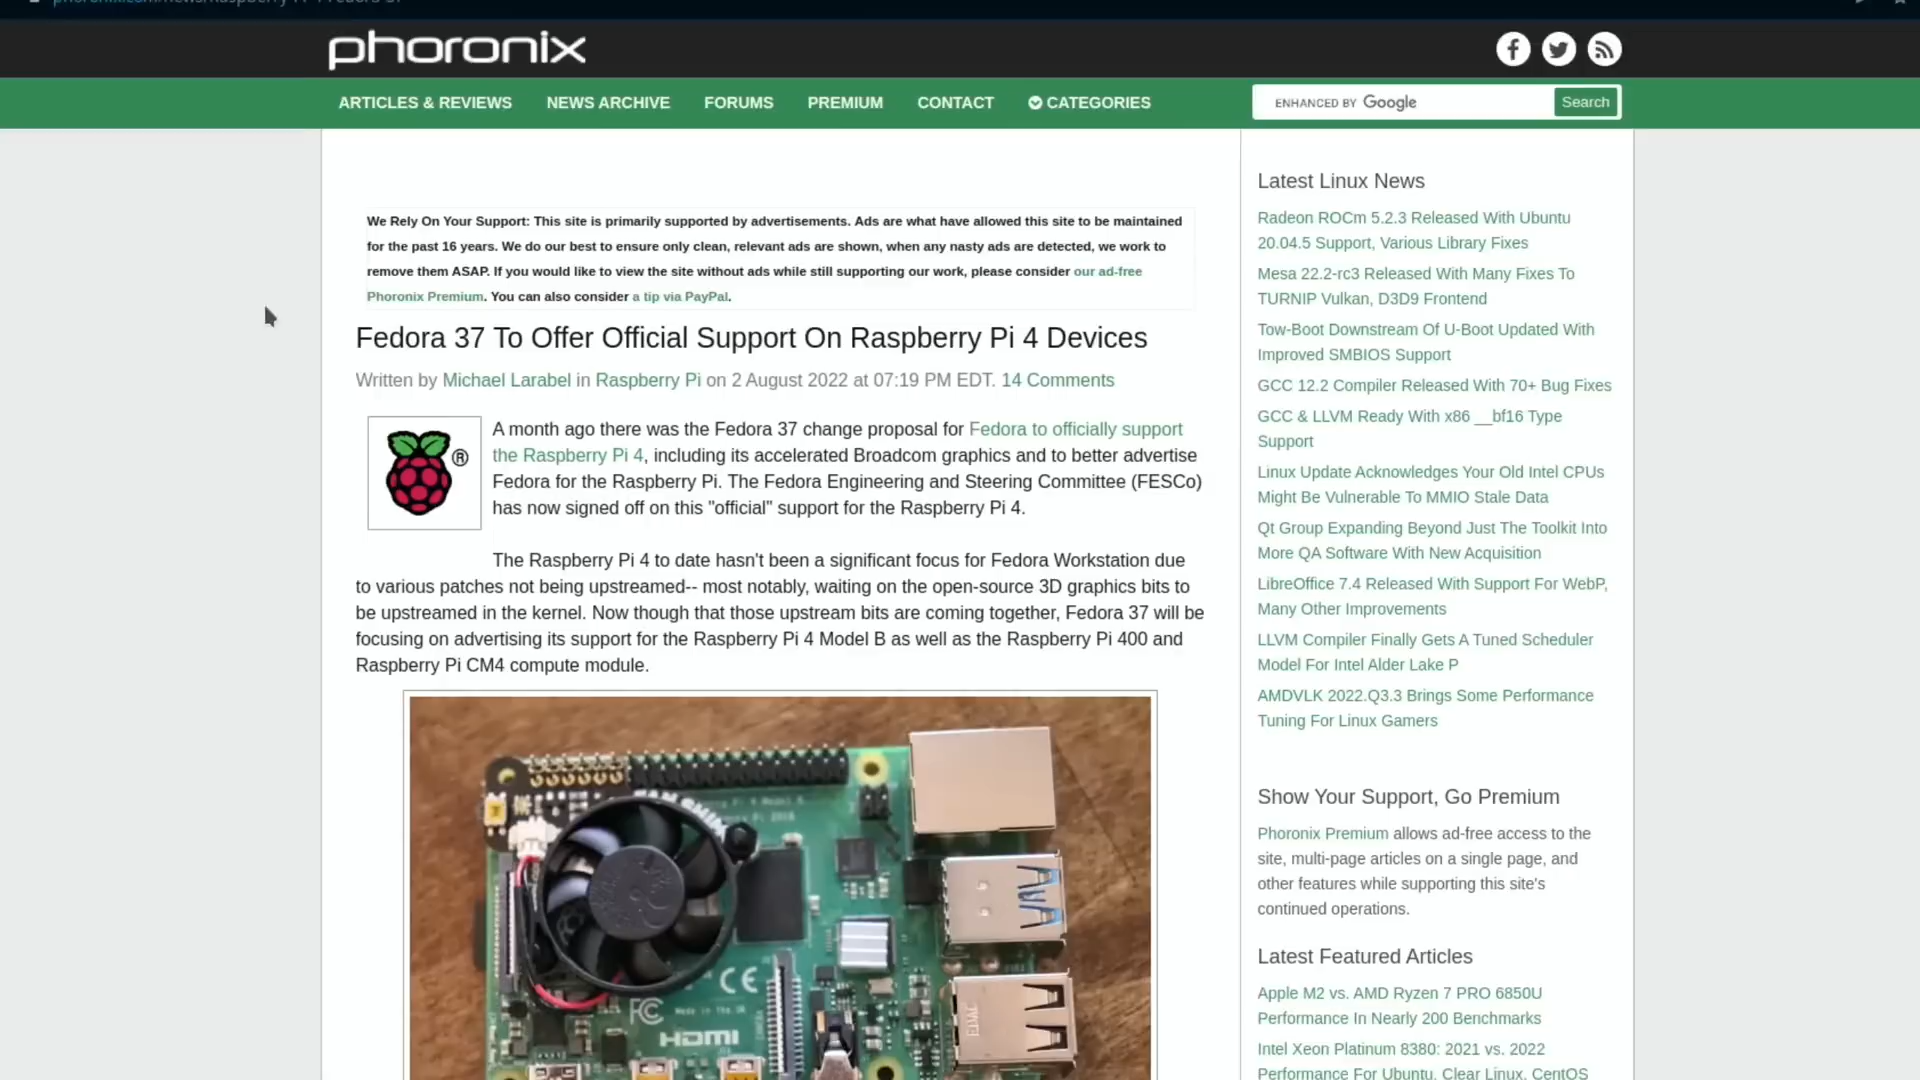 phoronix
ARTICLES & REVIEWS
NEWS ARCHIVE
FORUMS
PREMIUM
CONTACT
CATEGORIES
ENHANCED BY Google
Search
We Rely On Your Support: This site is primarily supported by advertisements. Ads are what have allowed this site to be maintained
for the past 16 years. We do our best to ensure only clean, relevant ads are shown, when any nasty ads are detected, we work to
remove them ASAP. If you would like to view the site without ads while still supporting our work, please consider our ad-free
Phoronix Premium. You can also consider a tip via PayPal.
Fedora 37 To Offer Official Support On Raspberry Pi 4 Devices
Written by Michael Larabel in Raspberry Pi on 2 August 2022 at 07:19 PM EDT. 14 Comments
®
A month ago there was the Fedora 37 change proposal for Fedora to officially support
the Raspberry Pi 4, including its accelerated Broadcom graphics and to better advertise
Fedora for the Raspberry Pi. The Fedora Engineering and Steering Committee (FESCo)
has now signed off on this "official" support for the Raspberry Pi 4.
The Raspberry Pi 4 to date hasn't been a significant focus for Fedora Workstation due
to various patches not being upstreamed-- most notably, waiting on the open-source 3D graphics bits to
be upstreamed in the kernel. Now though that those upstream bits are coming together, Fedora 37 will be
focusing on advertising its support for the Raspberry Pi 4 Model B as well as the Raspberry Pi 400 and
Raspberry Pi CM4 compute module.
CE
FC
Made in the UK
HDMI
Latest Linux News
Radeon ROCm 5.2.3 Released With Ubuntu
20.04.5 Support, Various Library Fixes
Mesa 22.2-rc3 Released With Many Fixes To
TURNIP Vulkan, D3D9 Frontend
Tow-Boot Downstream Of U-Boot Updated With
Improved SMBIOS Support
GCC 12.2 Compiler Released With 70+ Bug Fixes
GCC & LLVM Ready With x86 __bf16 Type
Support
Linux Update Acknowledges Your Old Intel CPUs
Might Be Vulnerable To MMIO Stale Data
Qt Group Expanding Beyond Just The Toolkit Into
More QA Software With New Acquisition
LibreOffice 7.4 Released With Support For WebP,
Many Other Improvements
LLVM Compiler Finally Gets A Tuned Scheduler
Model For Intel Alder Lake P
AMDVLK 2022.Q3.3 Brings Some Performance
Tuning For Linux Gamers
Show Your Support, Go Premium
Phoronix Premium allows ad-free access to the
site, multi-page articles on a single page, and
other features while supporting this site's
continued operations.
Latest Featured Articles
Apple M2 vs. AMD Ryzen 7 PRO 6850U
Performance In Nearly 200 Benchmarks
Intel Xeon Platinum 8380: 2021 vs. 2022
Performance For Ubuntu, Clear Linux, CentOS